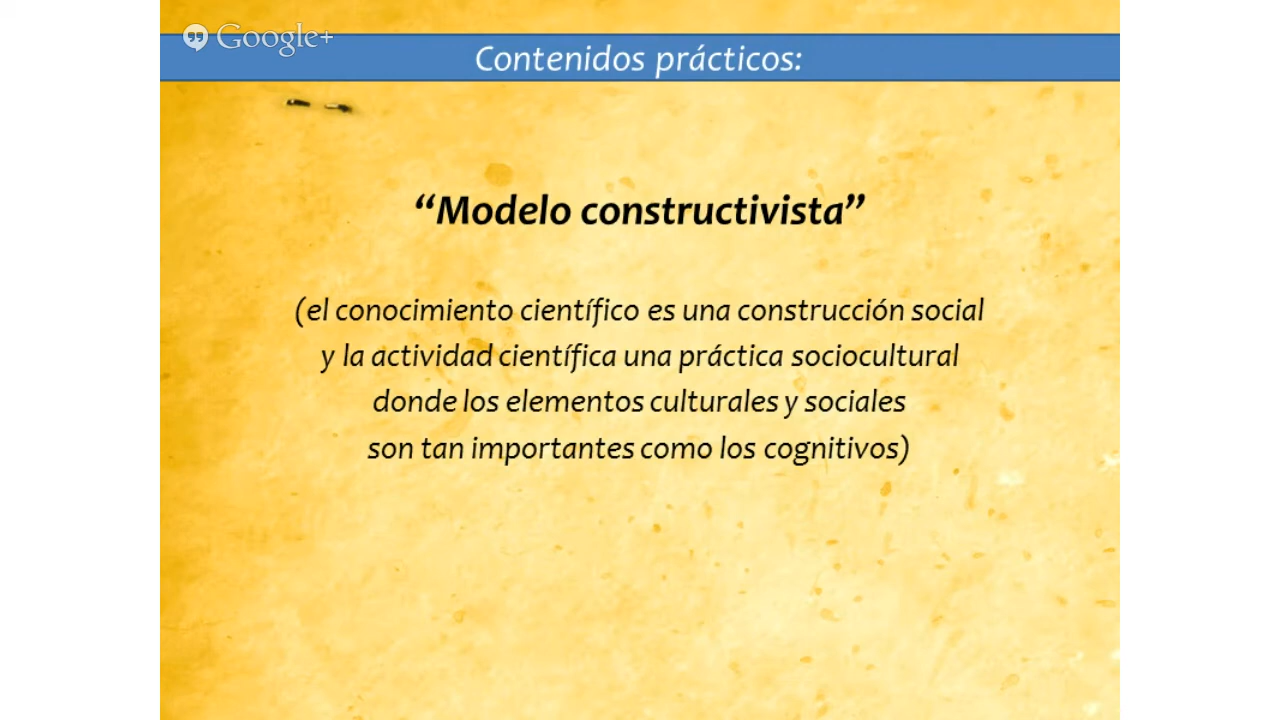 Google+
Contenidos prácticos:
“Modelo constructivista”
(el conocimiento científico es una construcción social
y la actividad científica una práctica sociocultural
donde los elementos culturales y sociales
son tan importantes como los cognitivos)